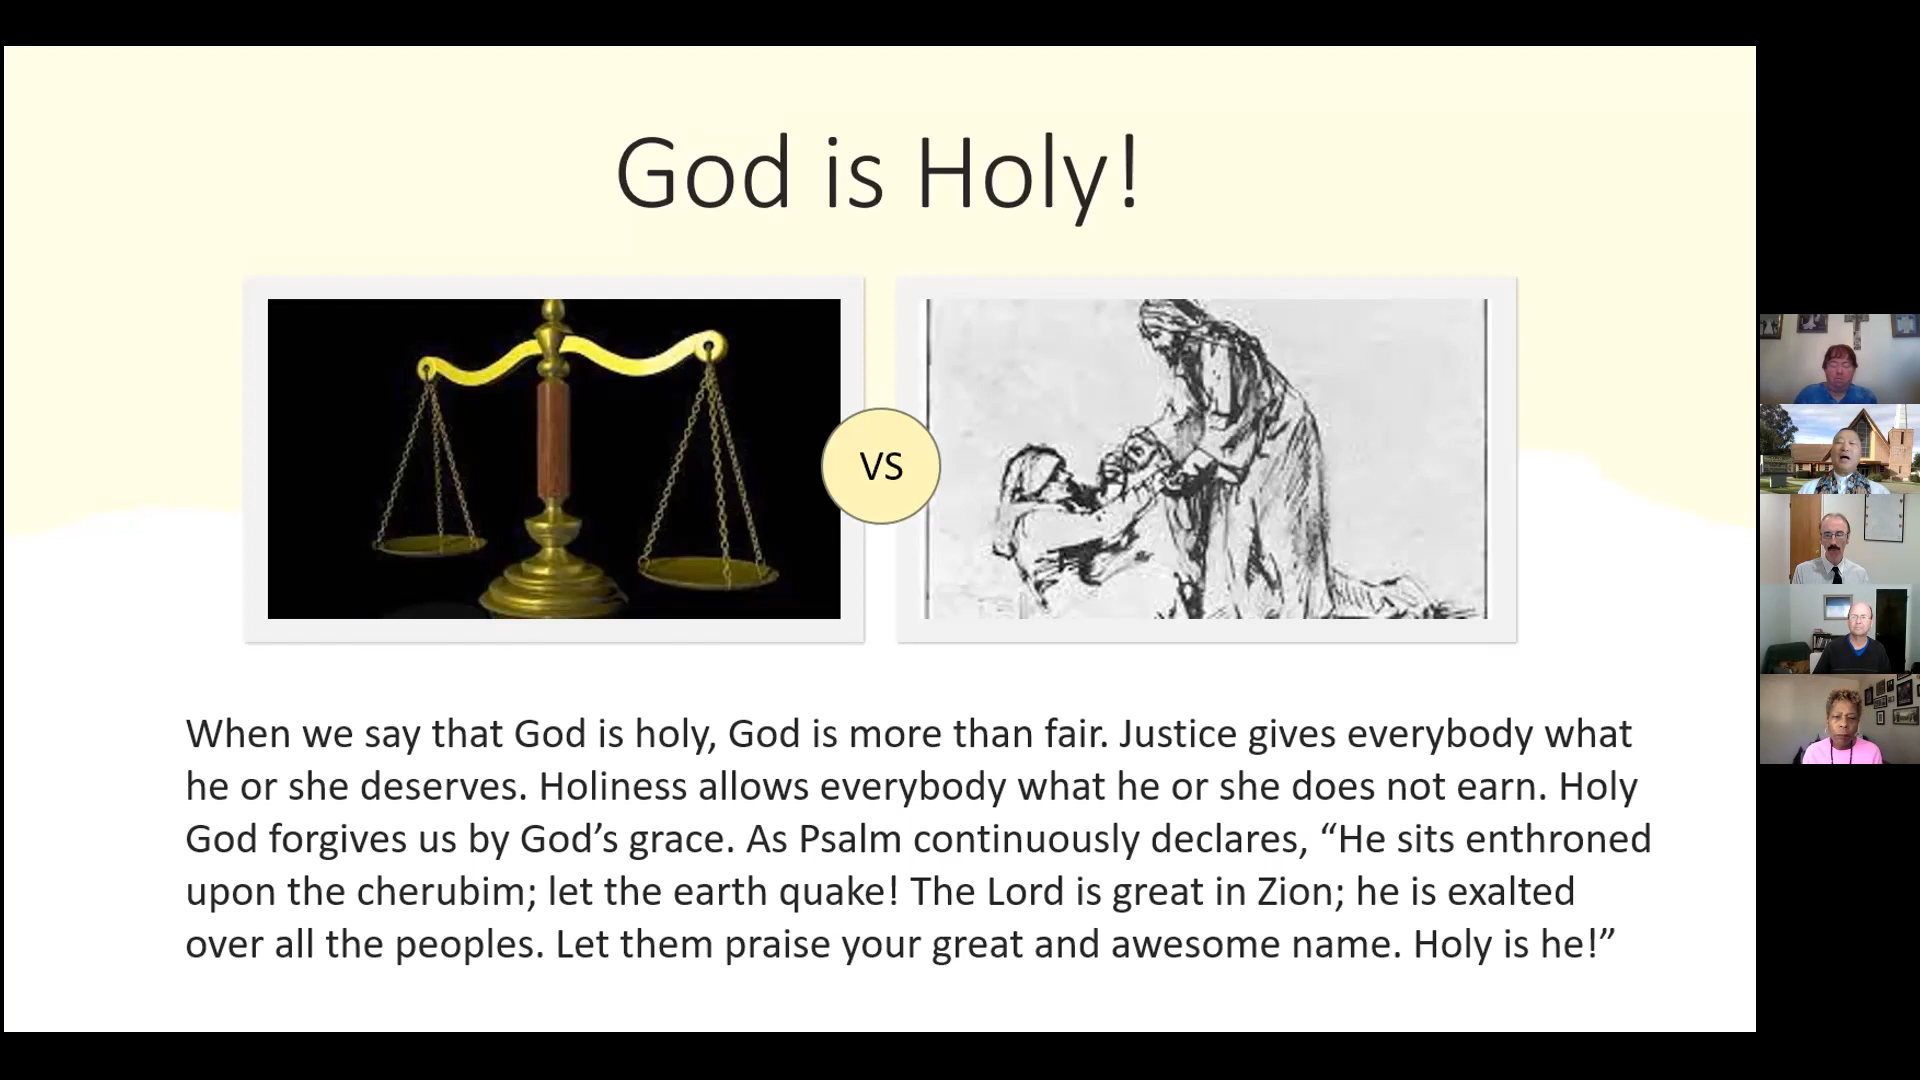 God is Holy!
VS
When we say that God is holy, God is more than fair. Justice gives everybody what
he or she deserves. Holiness allows everybody what he or she does not earn. Holy
God forgives us by God’s grace. As Psalm continuously declares, “He sits enthroned
upon the cherubim; let the earth quake! The Lord is great in Zion; he is exalted
over all the peoples. Let them praise your great and awesome name. Holy is he!”